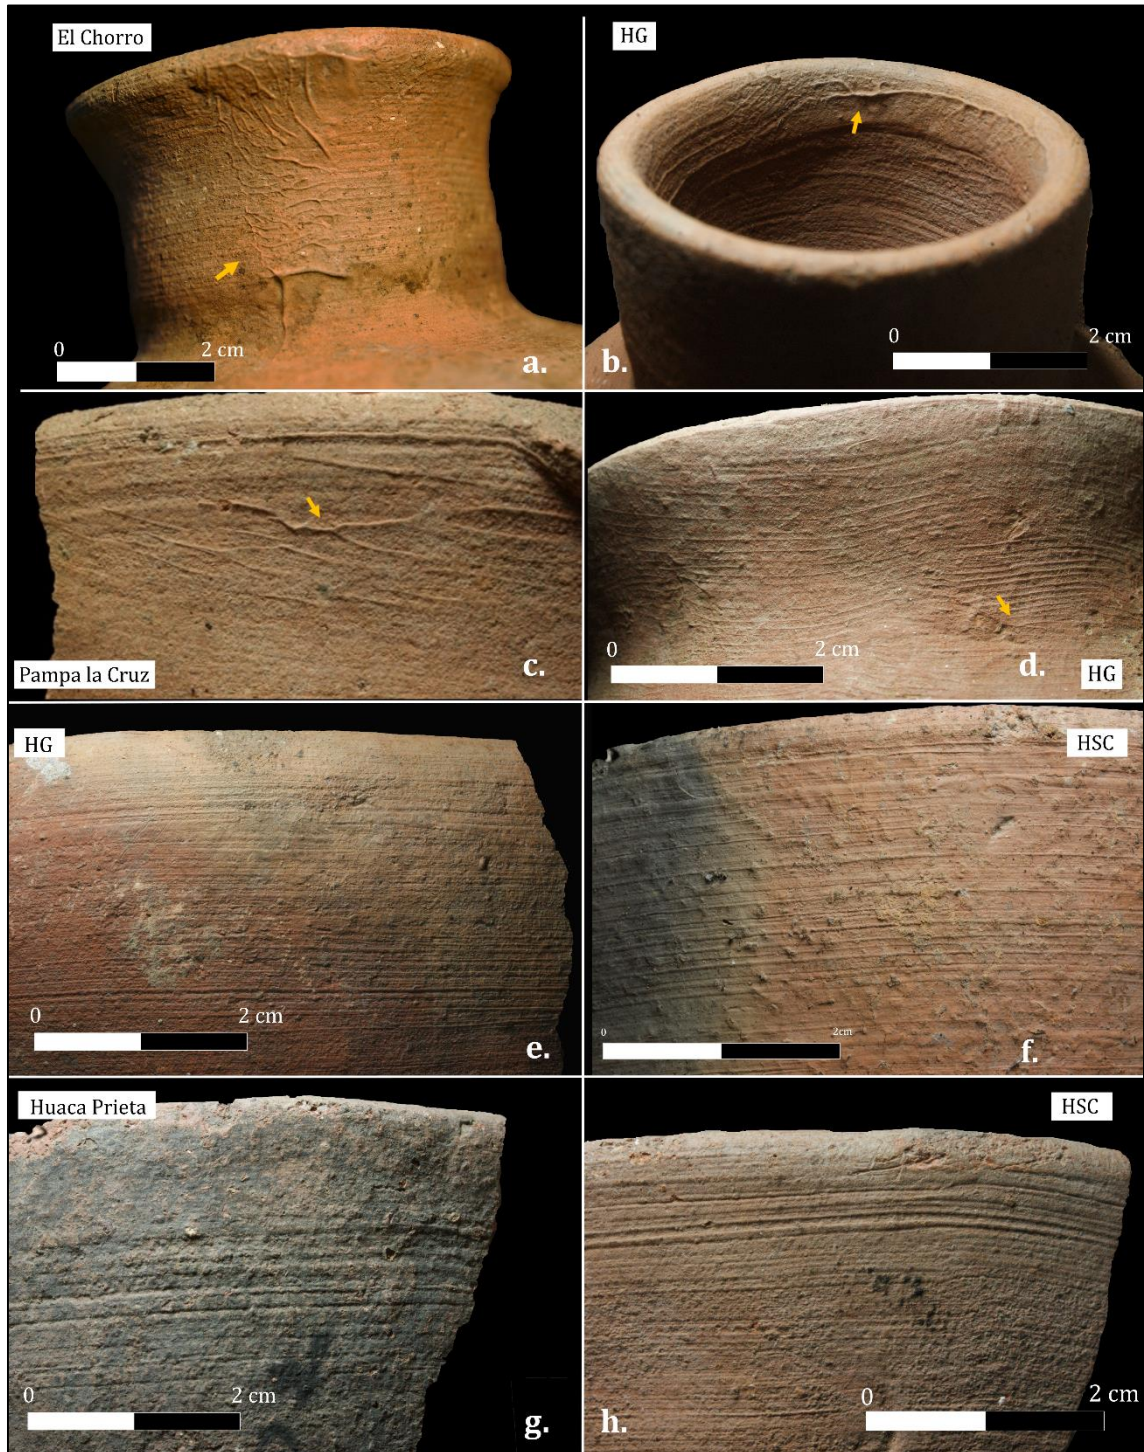 El Chorro
0 2 cm
a.
HG
0 2 cm
b.
Pampa la Cruz
c.
0 2 cm
d.
HG
HG
0 2 cm
e.
HSC
0 2cm
f.
Huaca Prieta
0 2 cm
g.
HSC
0 2 cm
h.